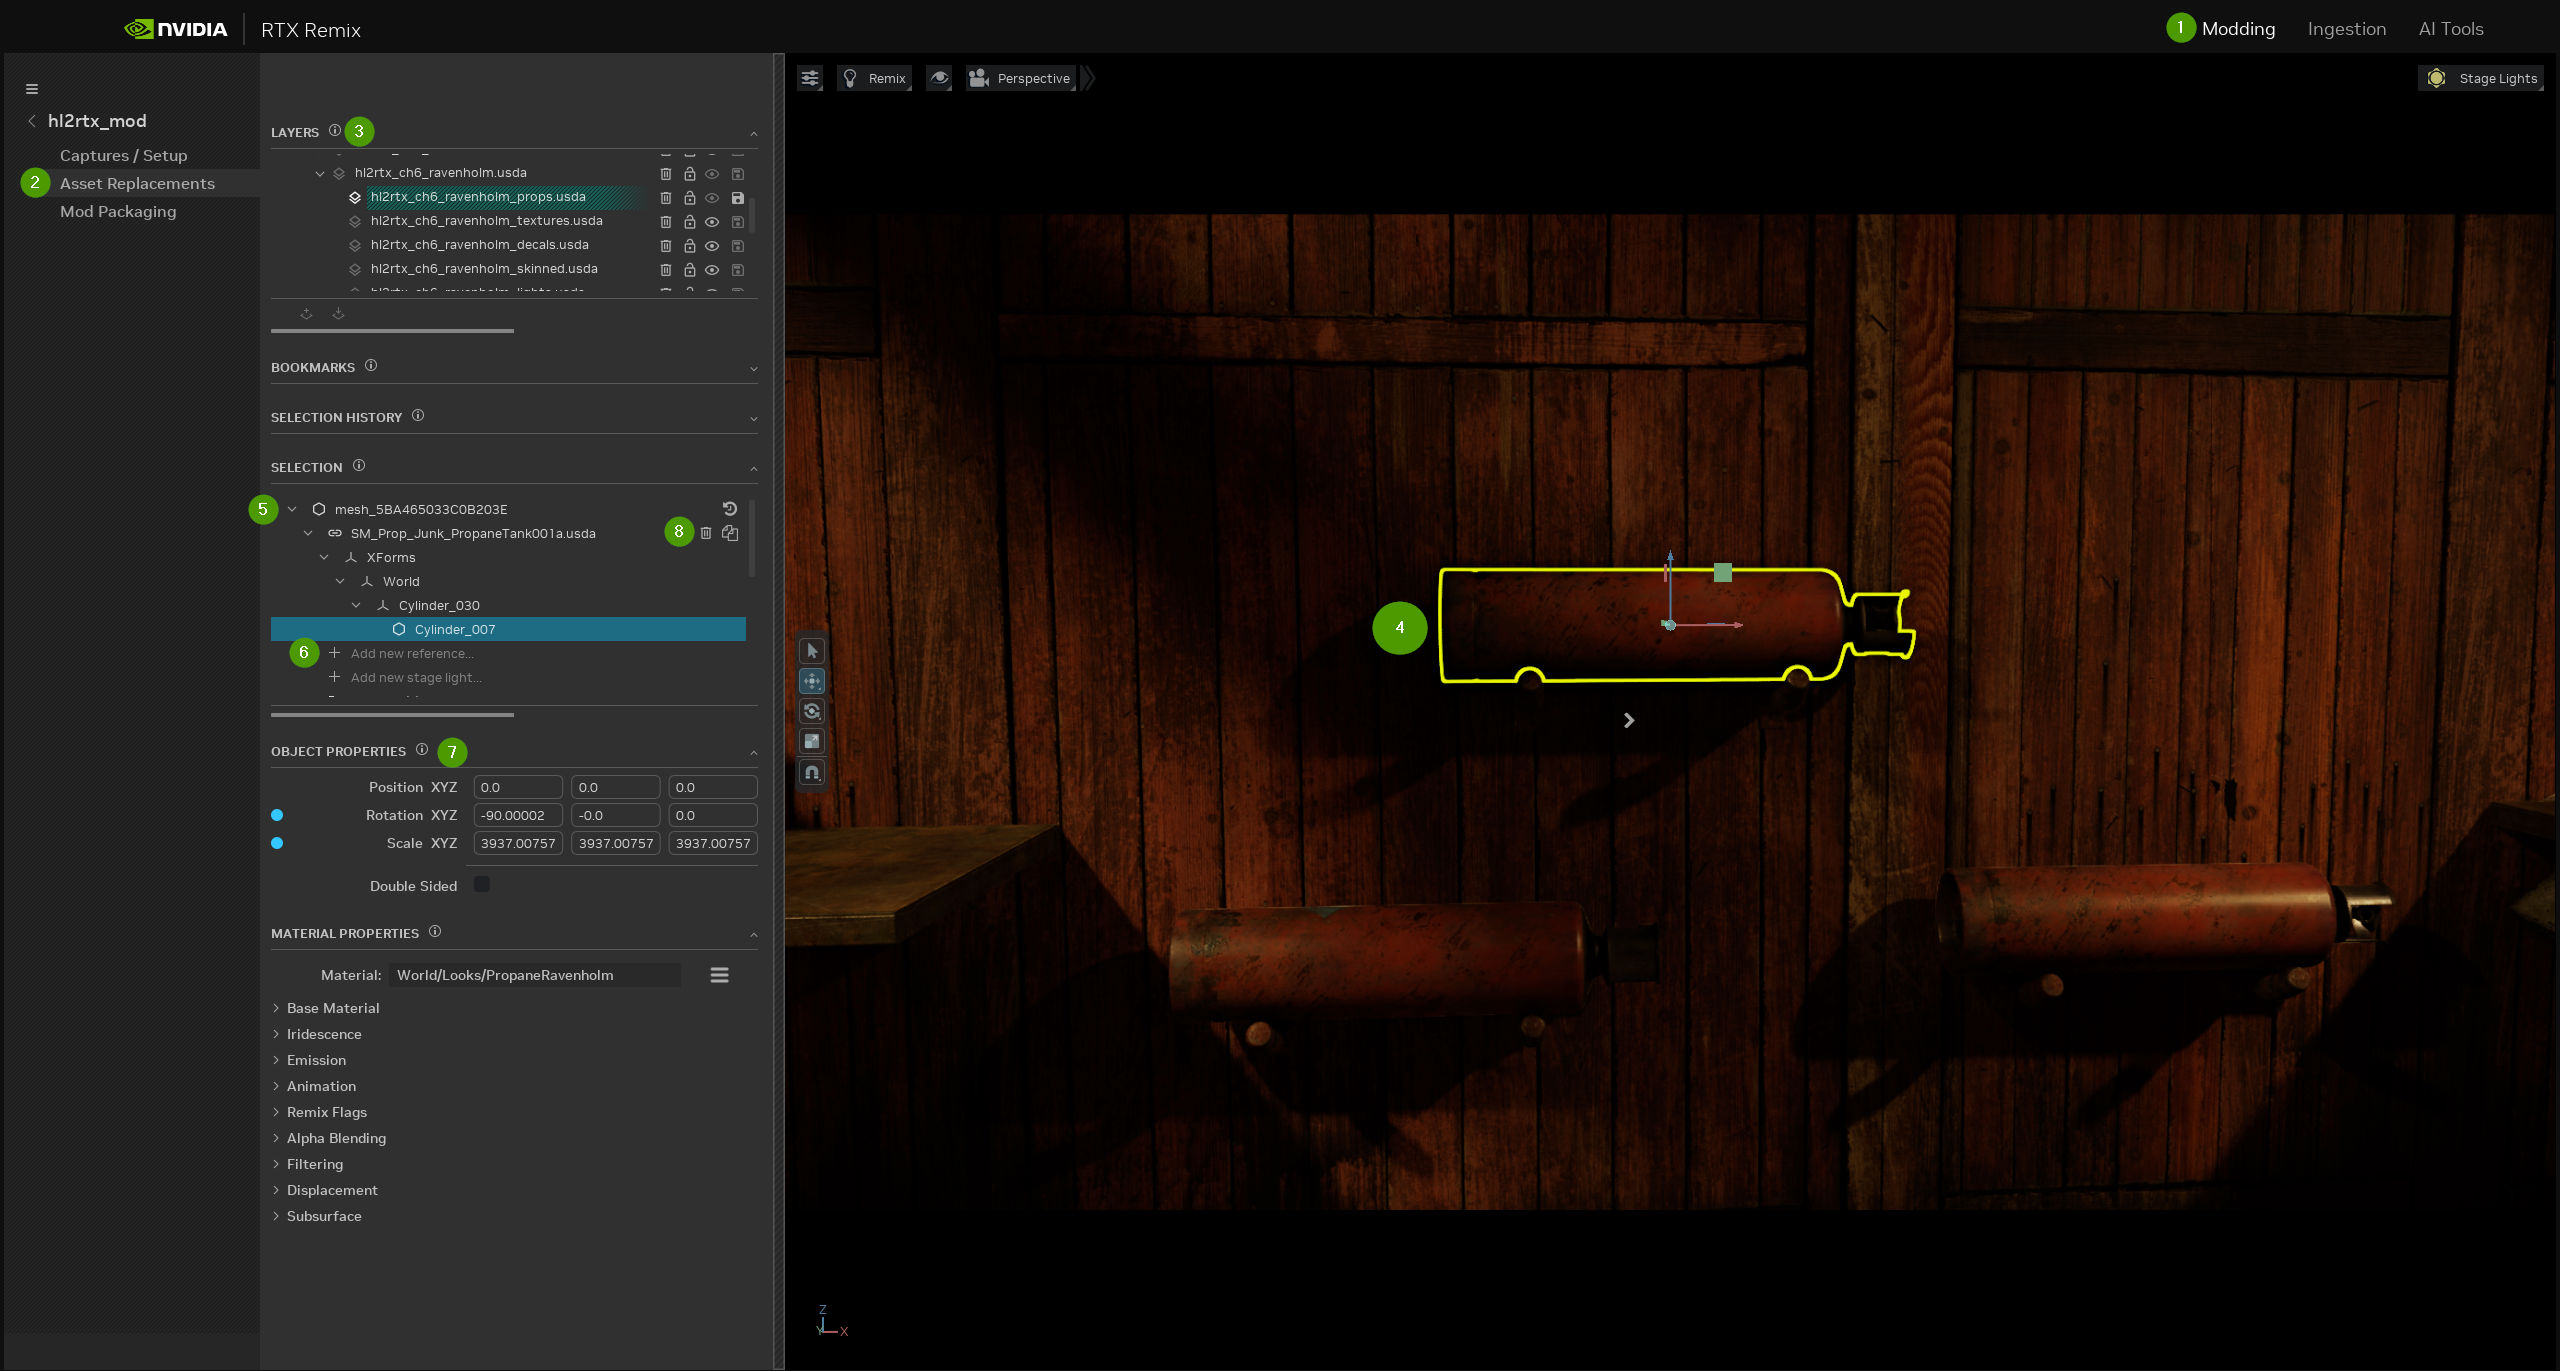 NVIDIA
RTX Remix
1 Modding Ingestion AI Tools
hl2rtx_mod
Captures / Setup
2 Asset Replacements
Mod Packaging
LAYERS 3
hl2rtx_ch6_ravenholm.usda
hl2rtx_ch6_ravenholm_props.usda
hl2rtx_ch6_ravenholm_textures.usda
hl2rtx_ch6_ravenholm_decals.usda
hl2rtx_ch6_ravenholm_skinned.usda
BOOKMARKS
SELECTION HISTORY
SELECTION
5 mesh_5BA465033C0B203E
SM_Prop_Junk_PropaneTank001a.usda 8
XForms
World
Cylinder_030
Cylinder_007
6 Add new reference...
Add new stage light...
OBJECT PROPERTIES 7
Position XYZ 0.0 0.0 0.0
Rotation XYZ -90.00002 -0.0 0.0
Scale XYZ 3937.00757 3937.00757 3937.00757
Double Sided
MATERIAL PROPERTIES
Material: World/Looks/PropaneRavenholm
Base Material
Iridescence
Emission
Animation
Remix Flags
Alpha Blending
Filtering
Displacement
Subsurface
Remix
Perspective
Stage Lights
4
Z
Y X